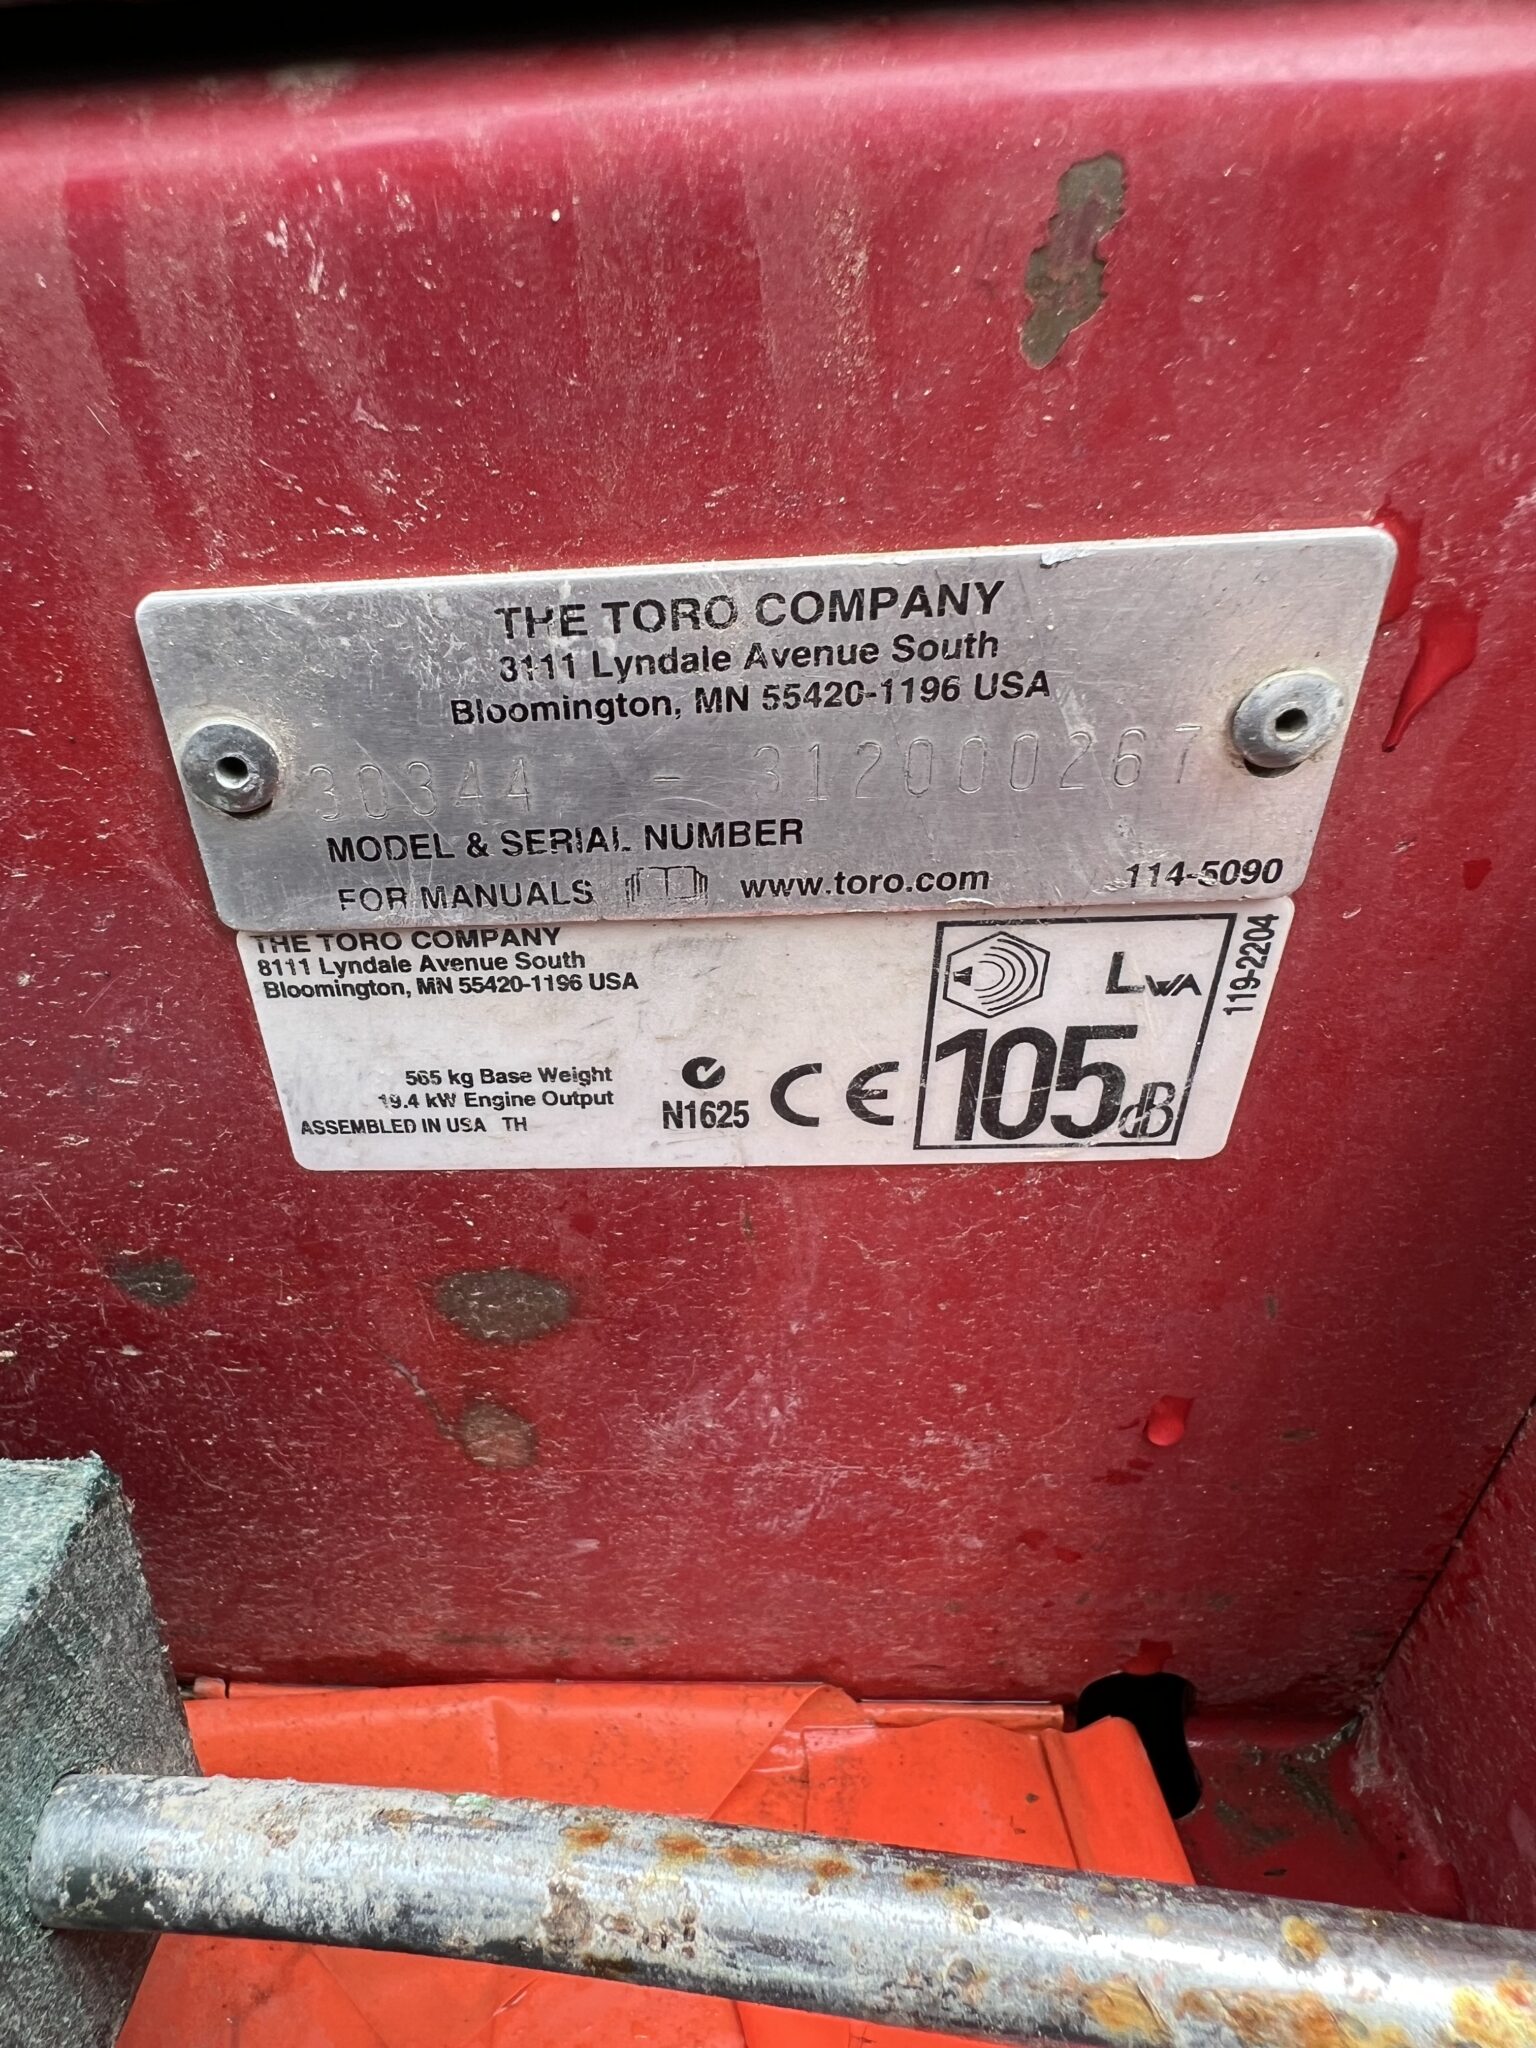 THE TORO COMPANY
3111 Lyndale Avenue South
Bloomington, MN 55420-1196 USA
30344 - 312000267
MODEL & SERIAL NUMBER
FOR MANUALS www.toro.com 114-5090
THE TORO COMPANY
8111 Lyndale Avenue South
Bloomington, MN 55420-1196 USA
565 kg Base Weight
19.4 kW Engine Output
ASSEMBLED IN USA TH
N1625
CE
LWA
105dB
119-2204